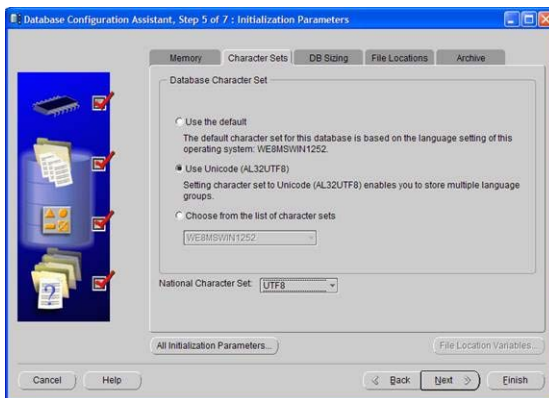 Database Configuration Assistant, Step 5 of 7 : Initialization Parameters
Memory Character Sets DB Sizing File Locations Archive
Database Character Set
Use the default
The default character set for this database is based on the language setting of this
operating system: WE8MSWIN1252.
Use Unicode (AL32UTF8)
Setting character set to Unicode (AL32UTF8) enables you to store multiple language
groups.
Choose from the list of character sets
WE8MSWIN1252
National Character Set: UTF8
All Initialization Parameters... File Location Variables...
Cancel Help Back Next Finish